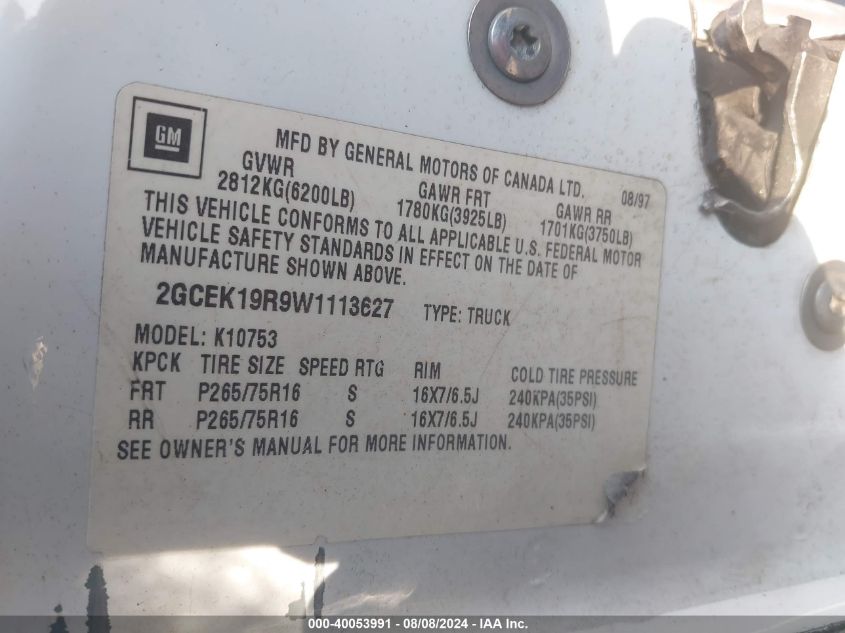 GM
MFD BY GENERAL MOTORS OF CANADA LTD. 08/97
GVWR GAWR FRT GAWR RR
2812KG(6200LB) 1780KG(3925LB) 1701KG(3750LB)
THIS VEHICLE CONFORMS TO ALL APPLICABLE U.S. FEDERAL MOTOR
VEHICLE SAFETY STANDARDS IN EFFECT ON THE DATE OF
MANUFACTURE SHOWN ABOVE.
2GCEK19R9W1113627 TYPE: TRUCK
MODEL: K10753
KPCK TIRE SIZE SPEED RTG RIM COLD TIRE PRESSURE
FRT P265/75R16 S 16X7/6.5J 240KPA(35PSI)
RR P265/75R16 S 16X7/6.5J 240KPA(35PSI)
SEE OWNER'S MANUAL FOR MORE INFORMATION.
000-40053991 - 08/08/2024 - IAA Inc.